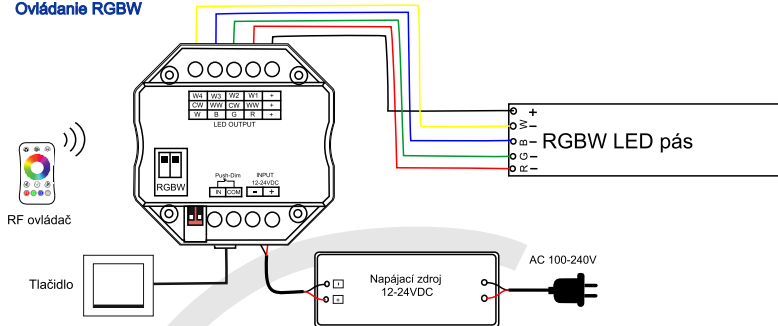 Ovládanie RGBW
W4 W3 W2 W1 +
CW WW CW WW +
W B G R +
LED OUTPUT
+
W –
B –
G –
R –
RGBW LED pás
RGBW
Push-Dim
INPUT
12-24VDC
IN COM
- +
RF ovládač
Tlačidlo
Napájací zdroj
12-24VDC
-
+
AC 100-240V